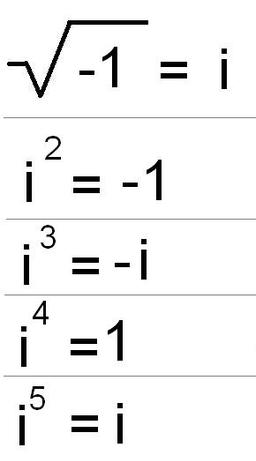 √-1 = i
i² = -1
i³ = -i
i⁴ = 1
i⁵ = i